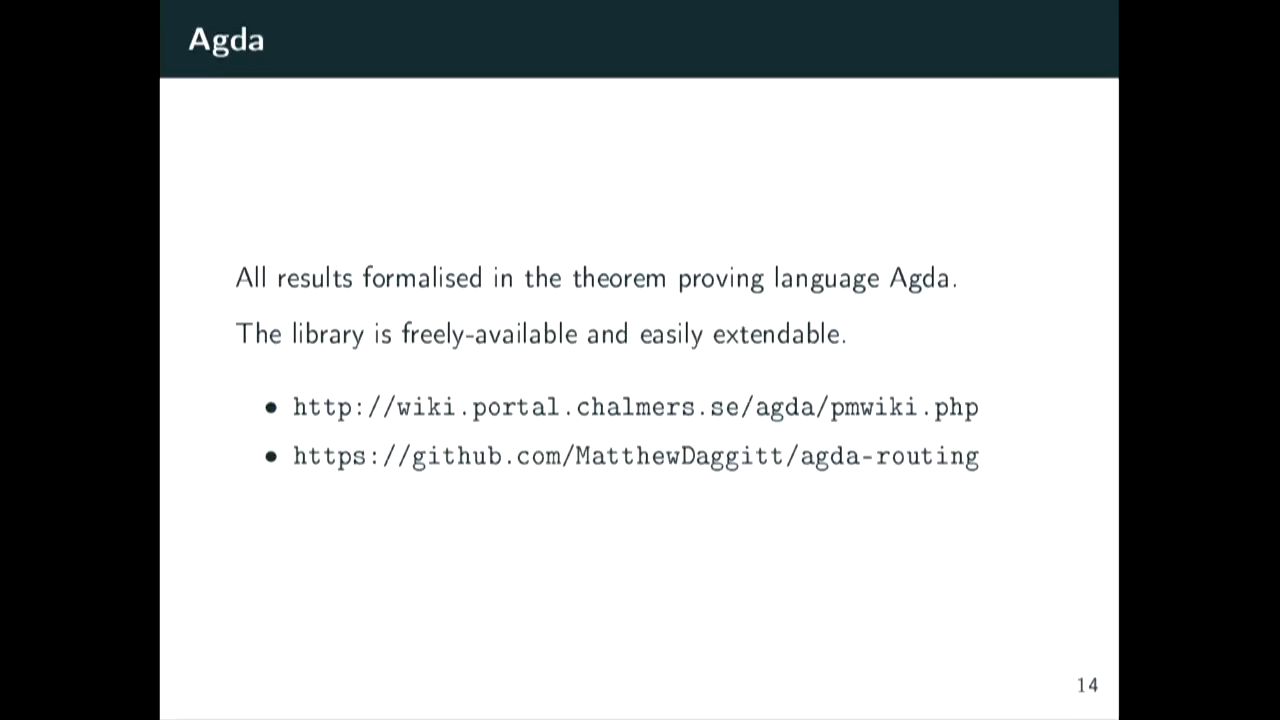 Agda
All results formalised in the theorem proving language Agda.
The library is freely-available and easily extendable.
• http://wiki.portal.chalmers.se/agda/pmwiki.php
• https://github.com/MatthewDaggitt/agda-routing
14